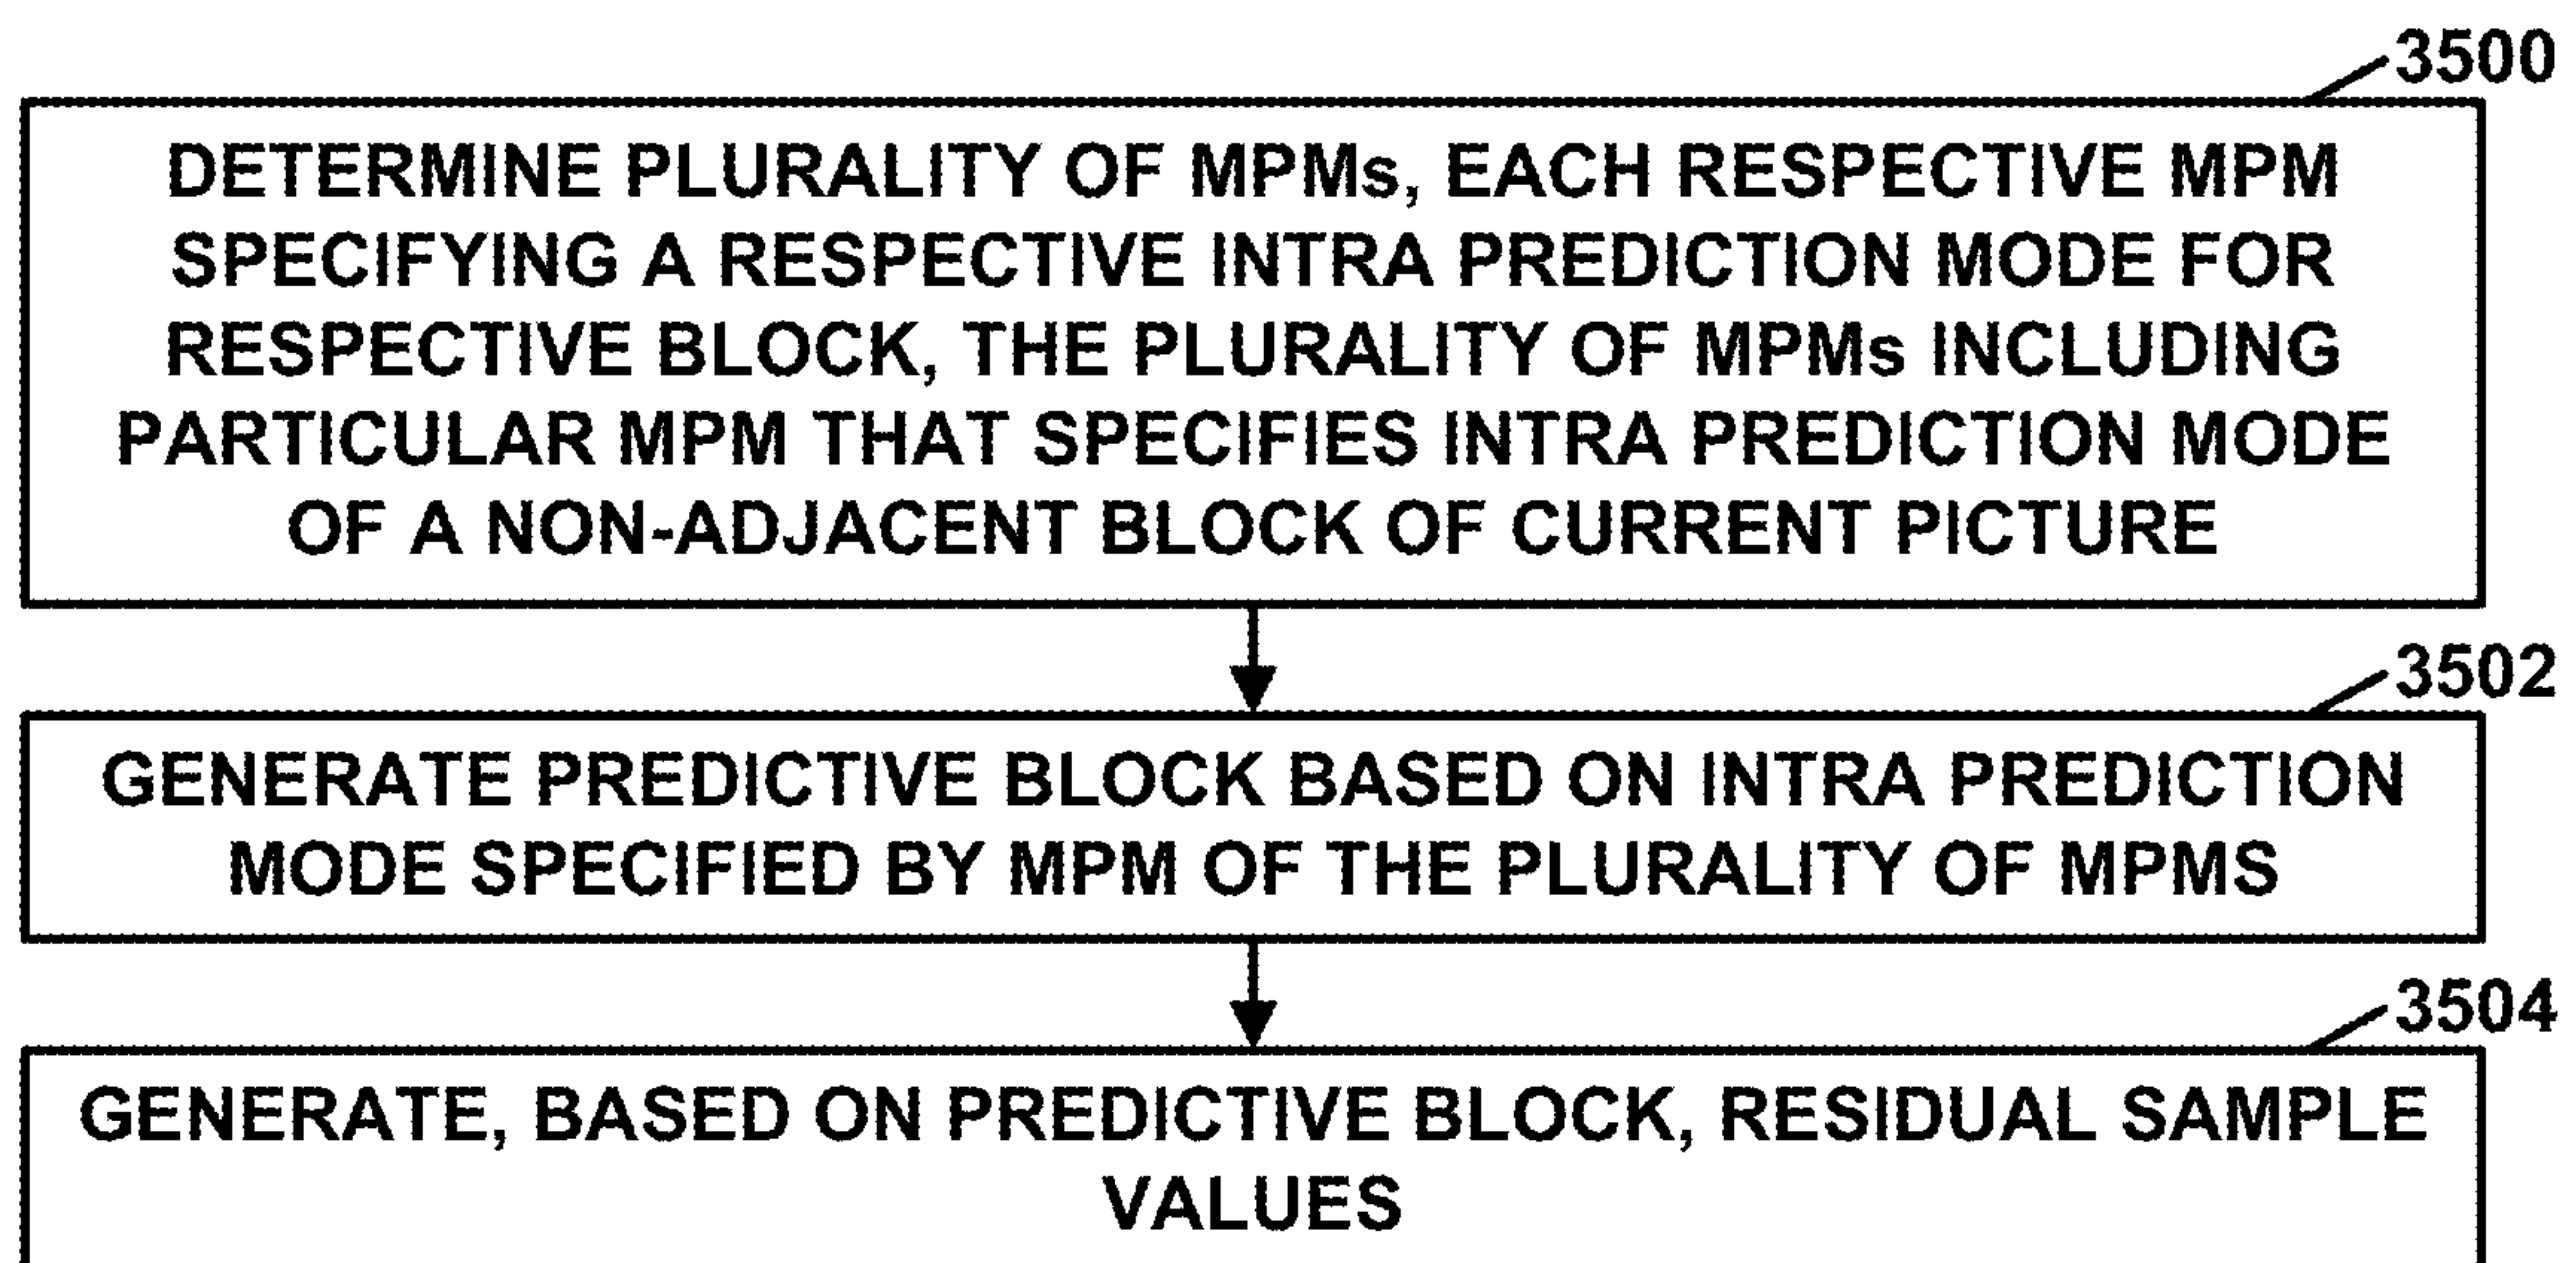 3500
DETERMINE PLURALITY OF MPMs, EACH RESPECTIVE MPM
SPECIFYING A RESPECTIVE INTRA PREDICTION MODE FOR
RESPECTIVE BLOCK, THE PLURALITY OF MPMs INCLUDING
PARTICULAR MPM THAT SPECIFIES INTRA PREDICTION MODE
OF A NON-ADJACENT BLOCK OF CURRENT PICTURE
3502
GENERATE PREDICTIVE BLOCK BASED ON INTRA PREDICTION
MODE SPECIFIED BY MPM OF THE PLURALITY OF MPMS
3504
GENERATE, BASED ON PREDICTIVE BLOCK, RESIDUAL SAMPLE
VALUES